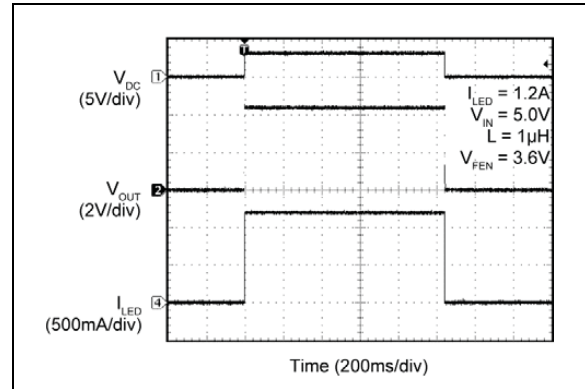 T
V_DC 1
(5V/div)
I_LED = 1.2A
V_IN = 5.0V
L = 1µH
V_FEN = 3.6V
V_OUT 2
(2V/div)
I_LED 4
(500mA/div)
Time (200ms/div)